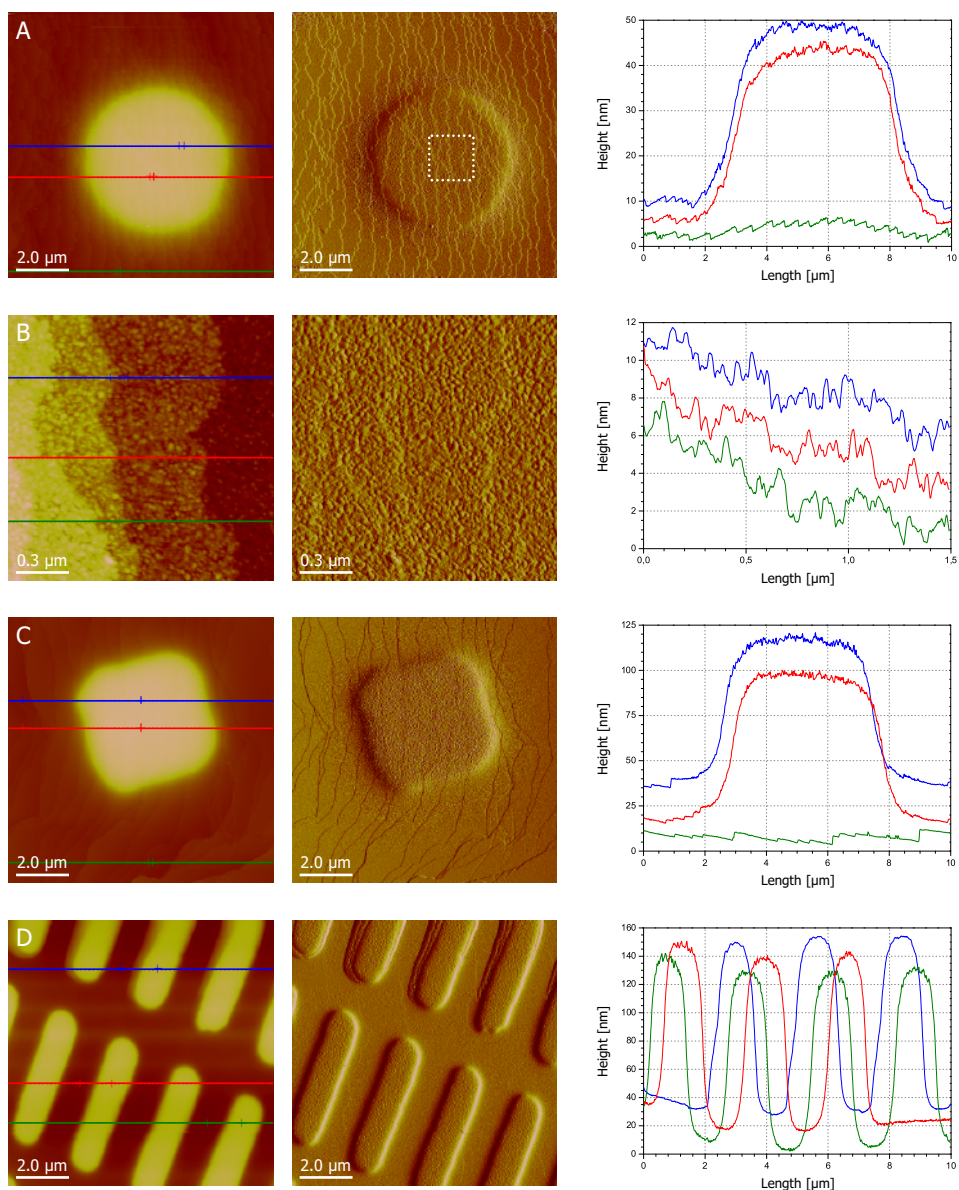 A
2.0 µm
2.0 µm
Height [nm]
50
40
30
20
10
0
0 2 4 6 8 10
Length [µm]
B
0.3 µm
0.3 µm
Height [nm]
12
10
8
6
4
2
0
0,0 0,5 1,0 1,5
Length [µm]
C
2.0 µm
2.0 µm
Height [nm]
125
100
75
50
25
0
0 2 4 6 8 10
Length [µm]
D
2.0 µm
2.0 µm
Height [nm]
160
140
120
100
80
60
40
20
0
0 2 4 6 8 10
Length [µm]